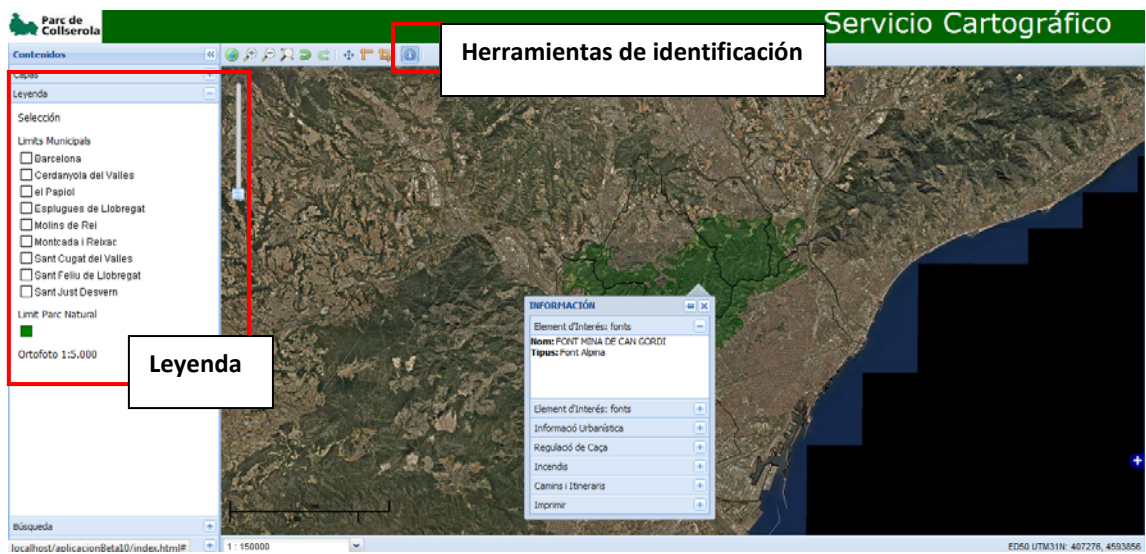 Parc de
Collserola
Servicio Cartográfico
Contenidos
Herramientas de identificación
Capas
Leyenda
Selección
Limits Municipals
Barcelona
Cerdanyola del Valles
el Papiol
Esplugues de Llobregat
Molins de Rei
Montcada i Reixac
Sant Cugat del Valles
Sant Feliu de Llobregat
Sant Just Desvern
Limit Parc Natural
Ortofoto 1:5.000
Leyenda
INFORMACIÓN
Element d'Interés: fonts
Nom: FONT MINA DE CAN GORDI
Tipus: Font Alpina
Element d'Interés: fonts
Informació Urbanística
Regulació de Caça
Incendis
Camins i Itineraris
Imprimir
Búsqueda
localhost/aplicacionBeta10/index.html#
1 : 150000
ED50 UTM31N: 407276, 4593856